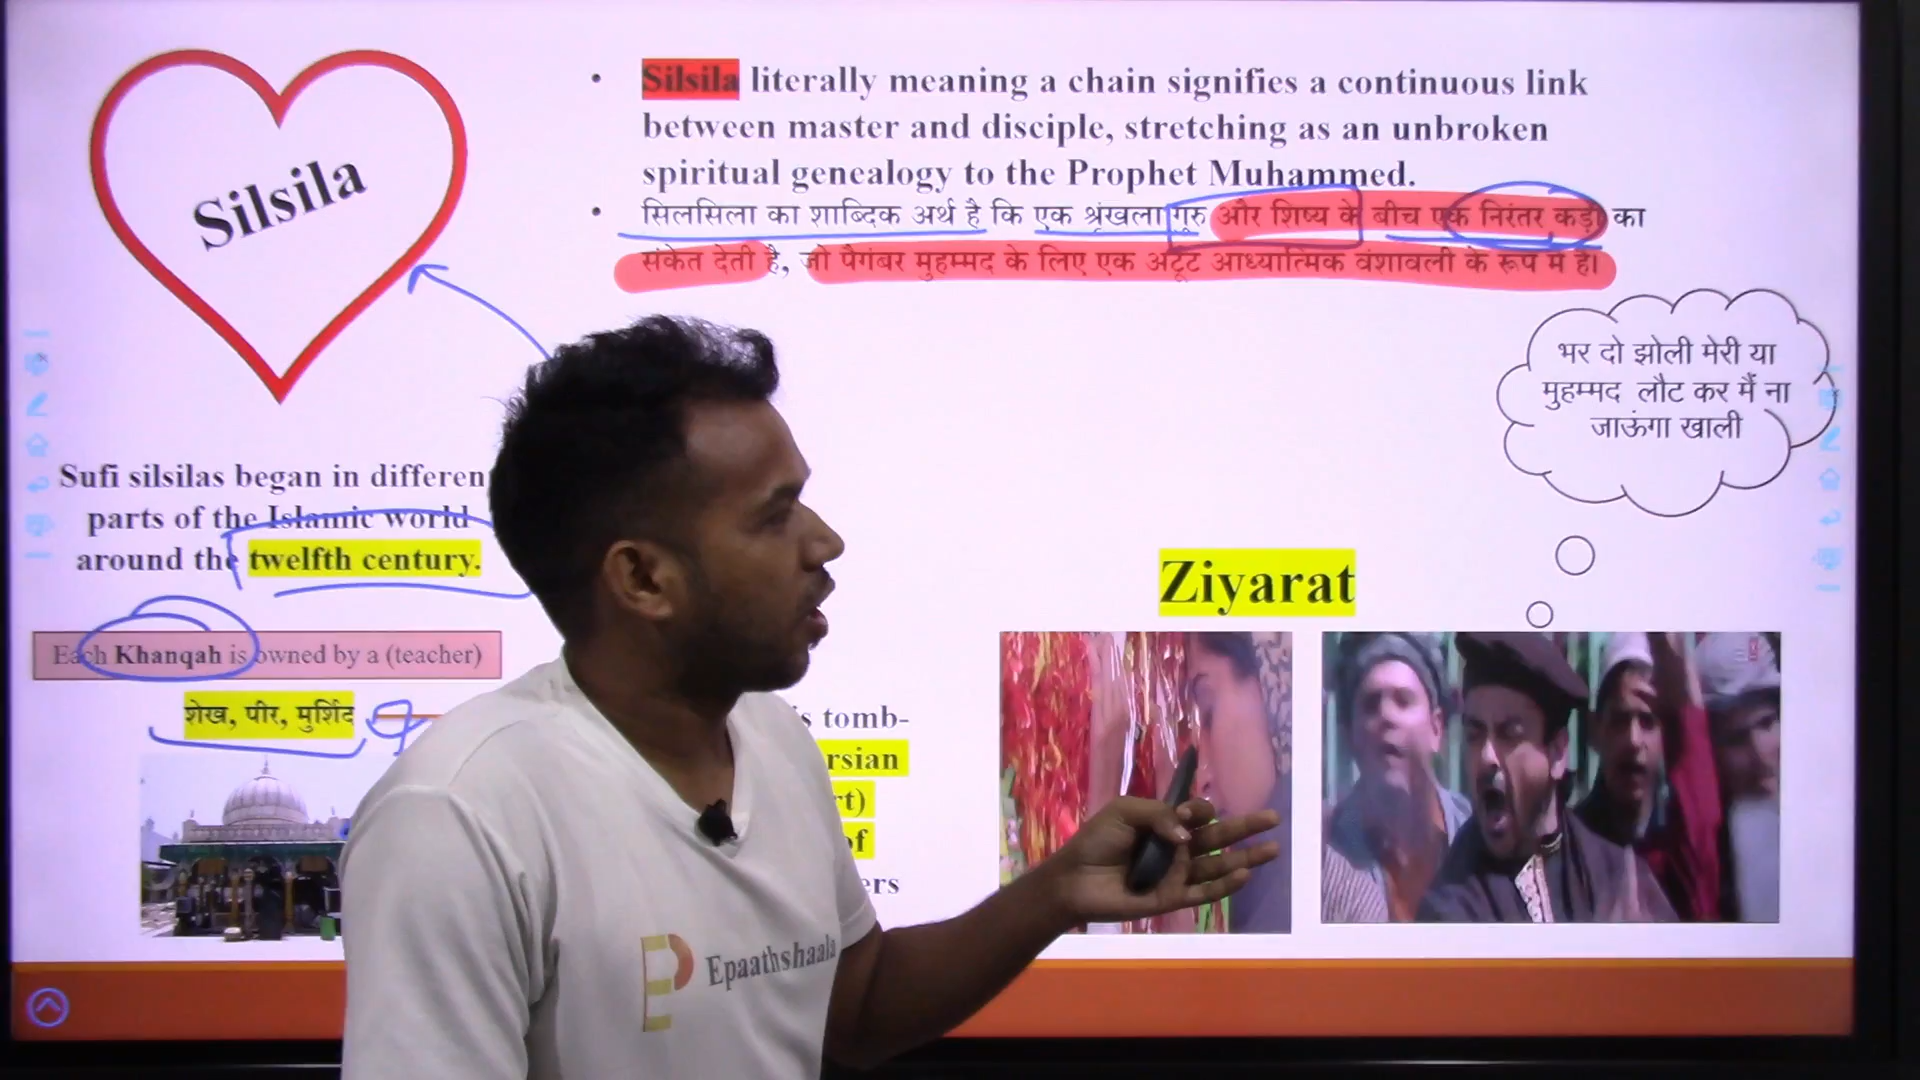 Silsila
Silsila literally meaning a chain signifies a continuous link
between master and disciple, stretching as an unbroken
spiritual genealogy to the Prophet Muhammed.
सिलसिला का शाब्दिक अर्थ है कि एक श्रृंखला गुरु और शिष्य के बीच एक निरंतर कड़ी का
संकेत देती है, जो पैगंबर मुहम्मद के लिए एक अटूट आध्यात्मिक वंशावली के रूप में है।
भर दो झोली मेरी या
मुहम्मद लौट कर मैं ना
जाऊंगा खाली
Sufi silsilas began in differen
parts of the Islamic world
around the twelfth century.
Each Khanqah is owned by a (teacher)
शेख, पीर, मुर्शिद
Ziyarat
s tomb-
rsian
t)
of
ers
Epaathshaala